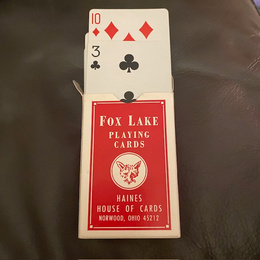 10
3
FOX LAKE
PLAYING
CARDS
HAINES
HOUSE OF CARDS
NORWOOD, OHIO 45212